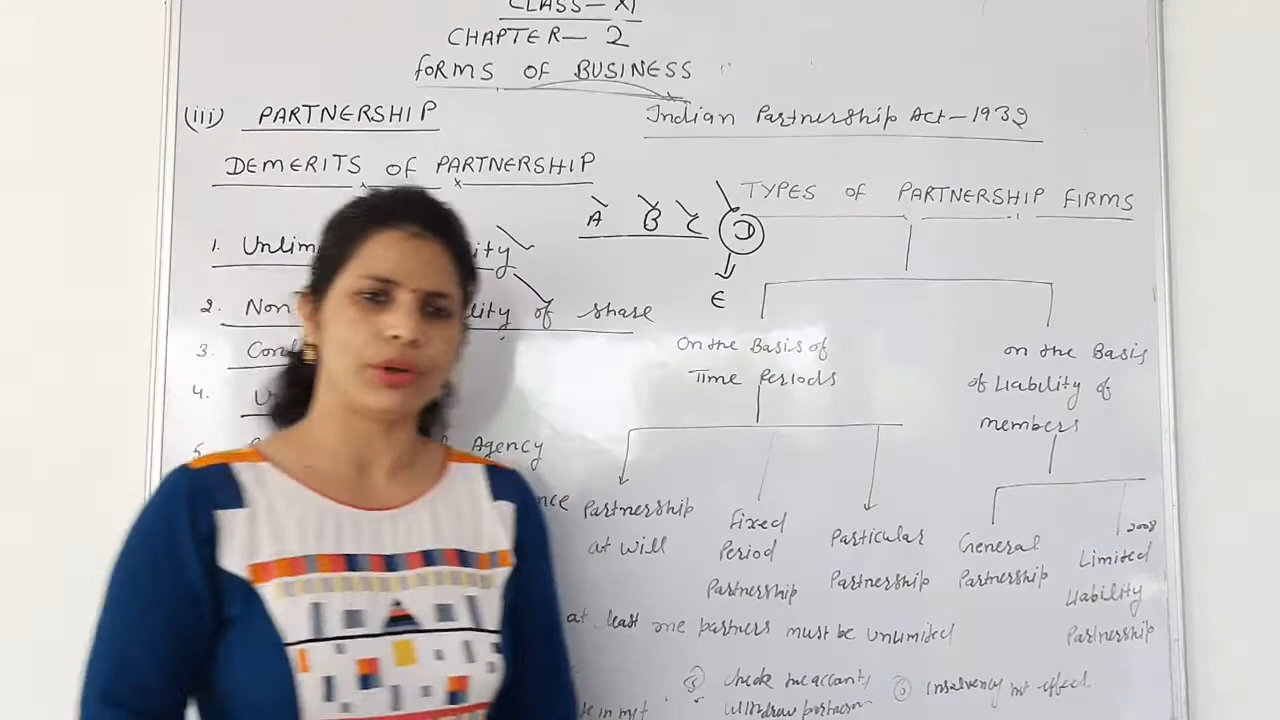 CLASS-XI
CHAPTER- 2
FORMS OF BUSINESS
(iii) PARTNERSHIP
Indian Partnership Act-1932
DEMERITS OF PARTNERSHIP
TYPES OF PARTNERSHIP FIRMS
A B C D
E
1. Unlim ity
2. Non lity of share
3. Conf
4. Un
5. Agency
nce
On the Basis of
Time Periods
on the Basis
of Liability of
members
Partnership
at will
Fixed
Period
Partnership
Particular
Partnership
General
Partnership
2008
Limited
Liability
Partnership
at least one partners must be unlimited
check the accounts
withdraw partner
insolvency not effect